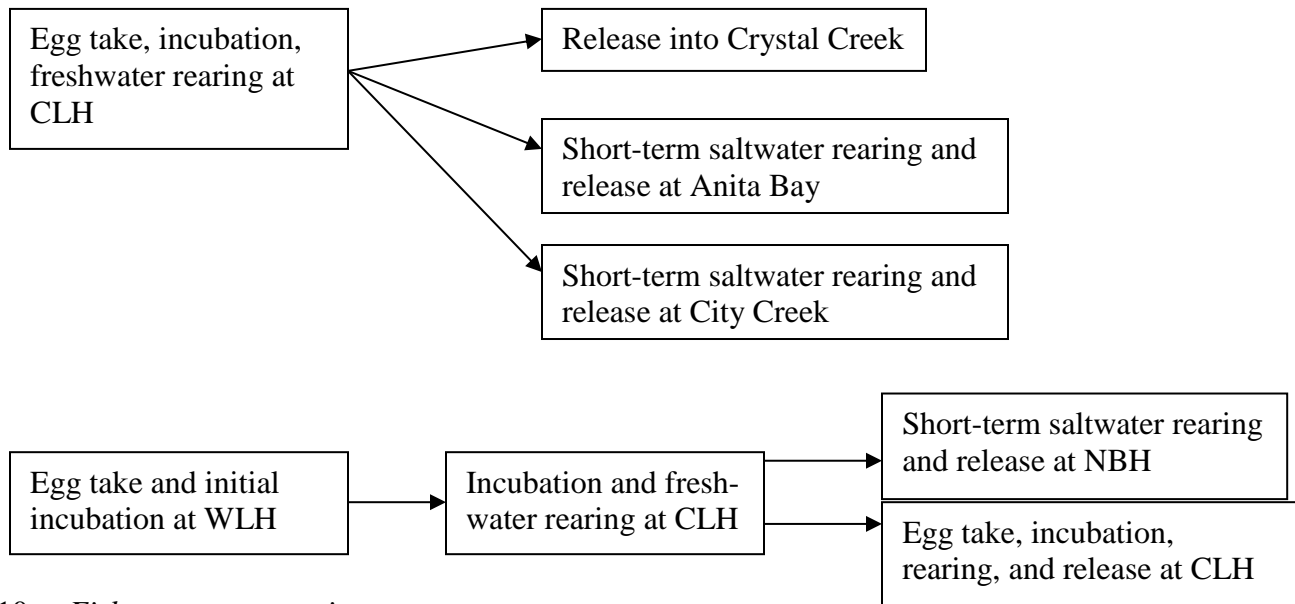 Egg take, incubation,
freshwater rearing at
CLH
Release into Crystal Creek
Short-term saltwater rearing and
release at Anita Bay
Short-term saltwater rearing and
release at City Creek
Egg take and initial
incubation at WLH
Incubation and fresh-
water rearing at CLH
Short-term saltwater rearing
and release at NBH
Egg take, incubation,
rearing, and release at CLH